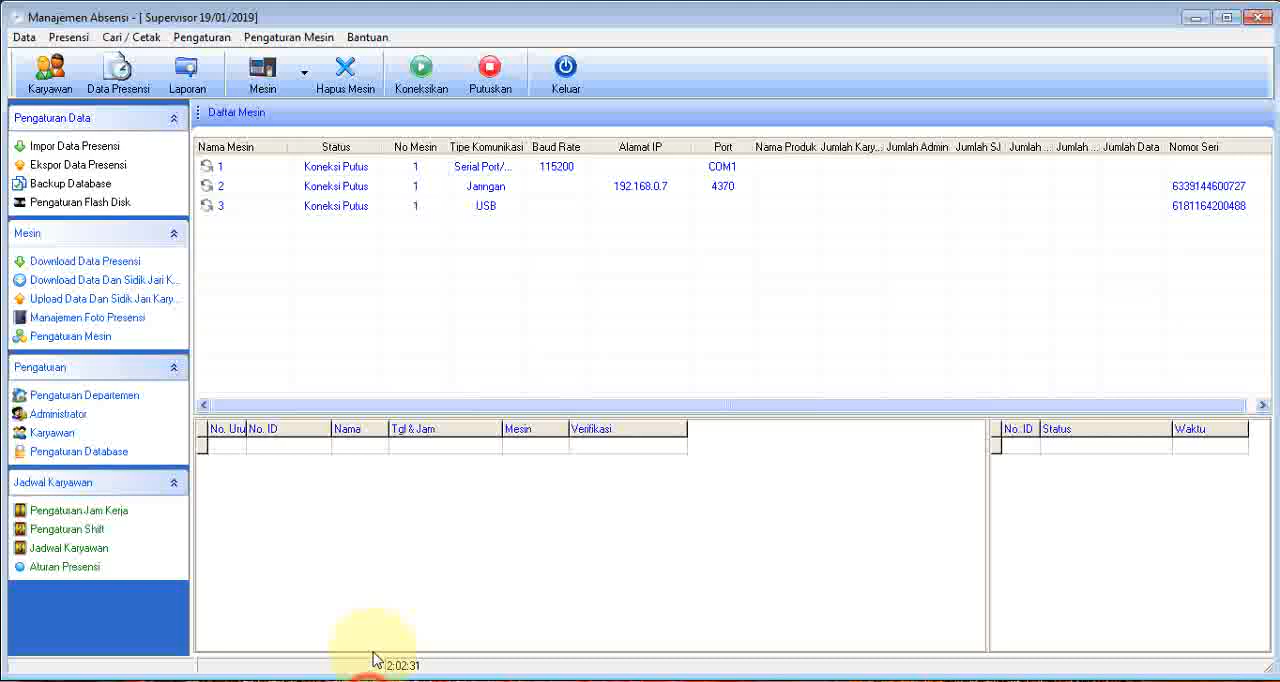 Manajemen Absensi - [ Supervisor 19/01/2019]
Data Presensi Cari / Cetak Pengaturan Pengaturan Mesin Bantuan
Karyawan Data Presensi Laporan Mesin Hapus Mesin Koneksikan Putuskan Keluar
Pengaturan Data
Impor Data Presensi
Ekspor Data Presensi
Backup Database
Pengaturan Flash Disk
Mesin
Download Data Presensi
Download Data Dan Sidik Jari K...
Upload Data Dan Sidik Jari Kary...
Manajemen Foto Presensi
Pengaturan Mesin
Pengaturan
Pengaturan Departemen
Administrator
Karyawan
Pengaturan Database
Jadwal Karyawan
Pengaturan Jam Kerja
Pengaturan Shift
Jadwal Karyawan
Aturan Presensi
Daftar Mesin
Nama Mesin Status No Mesin Tipe Komunikasi Baud Rate Alamat IP Port Nama Produk Jumlah Kary... Jumlah Admin Jumlah SJ Jumlah ... Jumlah ... Jumlah Data Nomor Seri
1 Koneksi Putus 1 Serial Port/... 115200 COM1
2 Koneksi Putus 1 Jaringan 192.168.0.7 4370 6339144600727
3 Koneksi Putus 1 USB 6181164200488
No. Uru No. ID Nama Tgl & Jam Mesin Verifikasi
No. ID Status Waktu
2:02:31